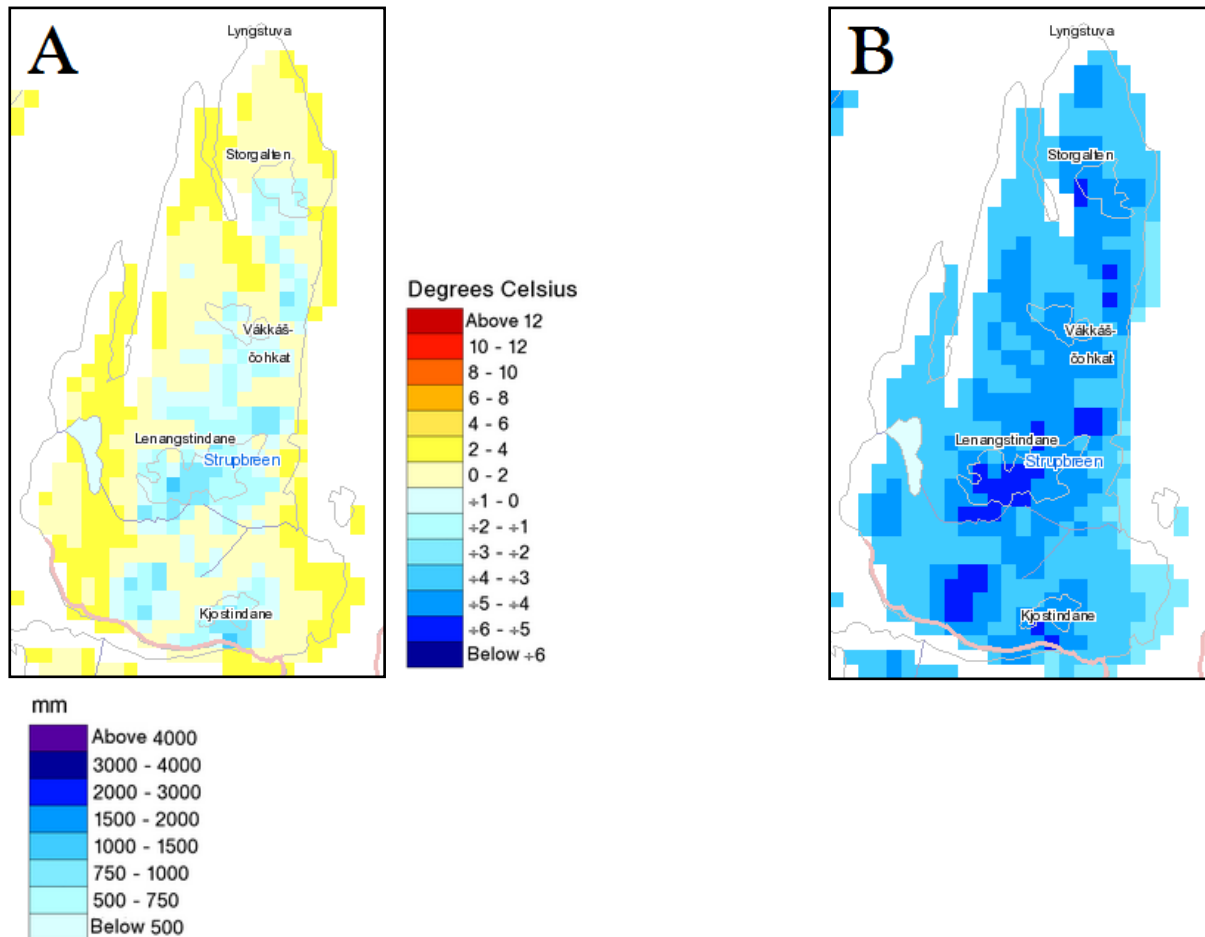 A
Lyngstuva
Storgalten
Vákkáš-
čohkat
Lenangstindane
Strupbreen
Kjostindane
Degrees Celsius
Above 12
10 - 12
8 - 10
6 - 8
4 - 6
2 - 4
0 - 2
÷1 - 0
÷2 - ÷1
÷3 - ÷2
÷4 - ÷3
÷5 - ÷4
÷6 - ÷5
Below ÷6
B
Lyngstuva
Storgalten
Vákkáš-
čohkat
Lenangstindane
Strupbreen
Kjostindane
mm
Above 4000
3000 - 4000
2000 - 3000
1500 - 2000
1000 - 1500
750 - 1000
500 - 750
Below 500